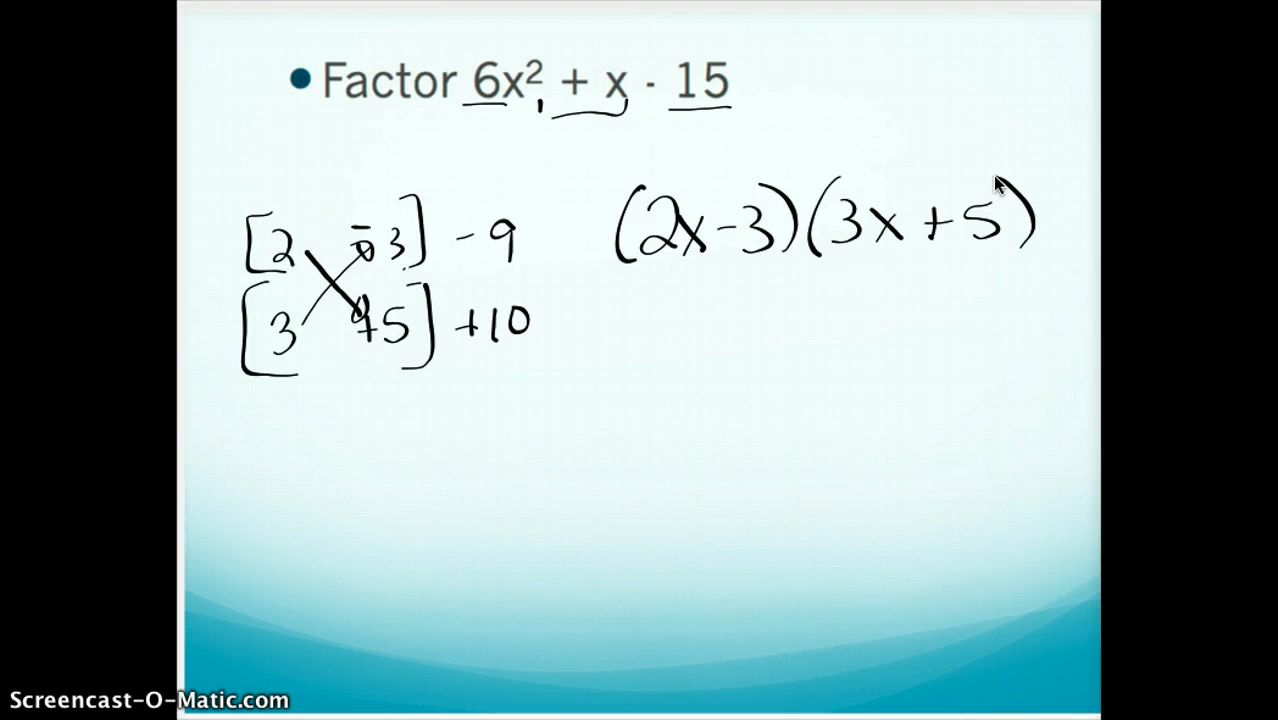 • Factor 6x² + x - 15
[2 -3] -9 (2x-3)(3x+5)
[3 +5] +10
Screencast-O-Matic.com